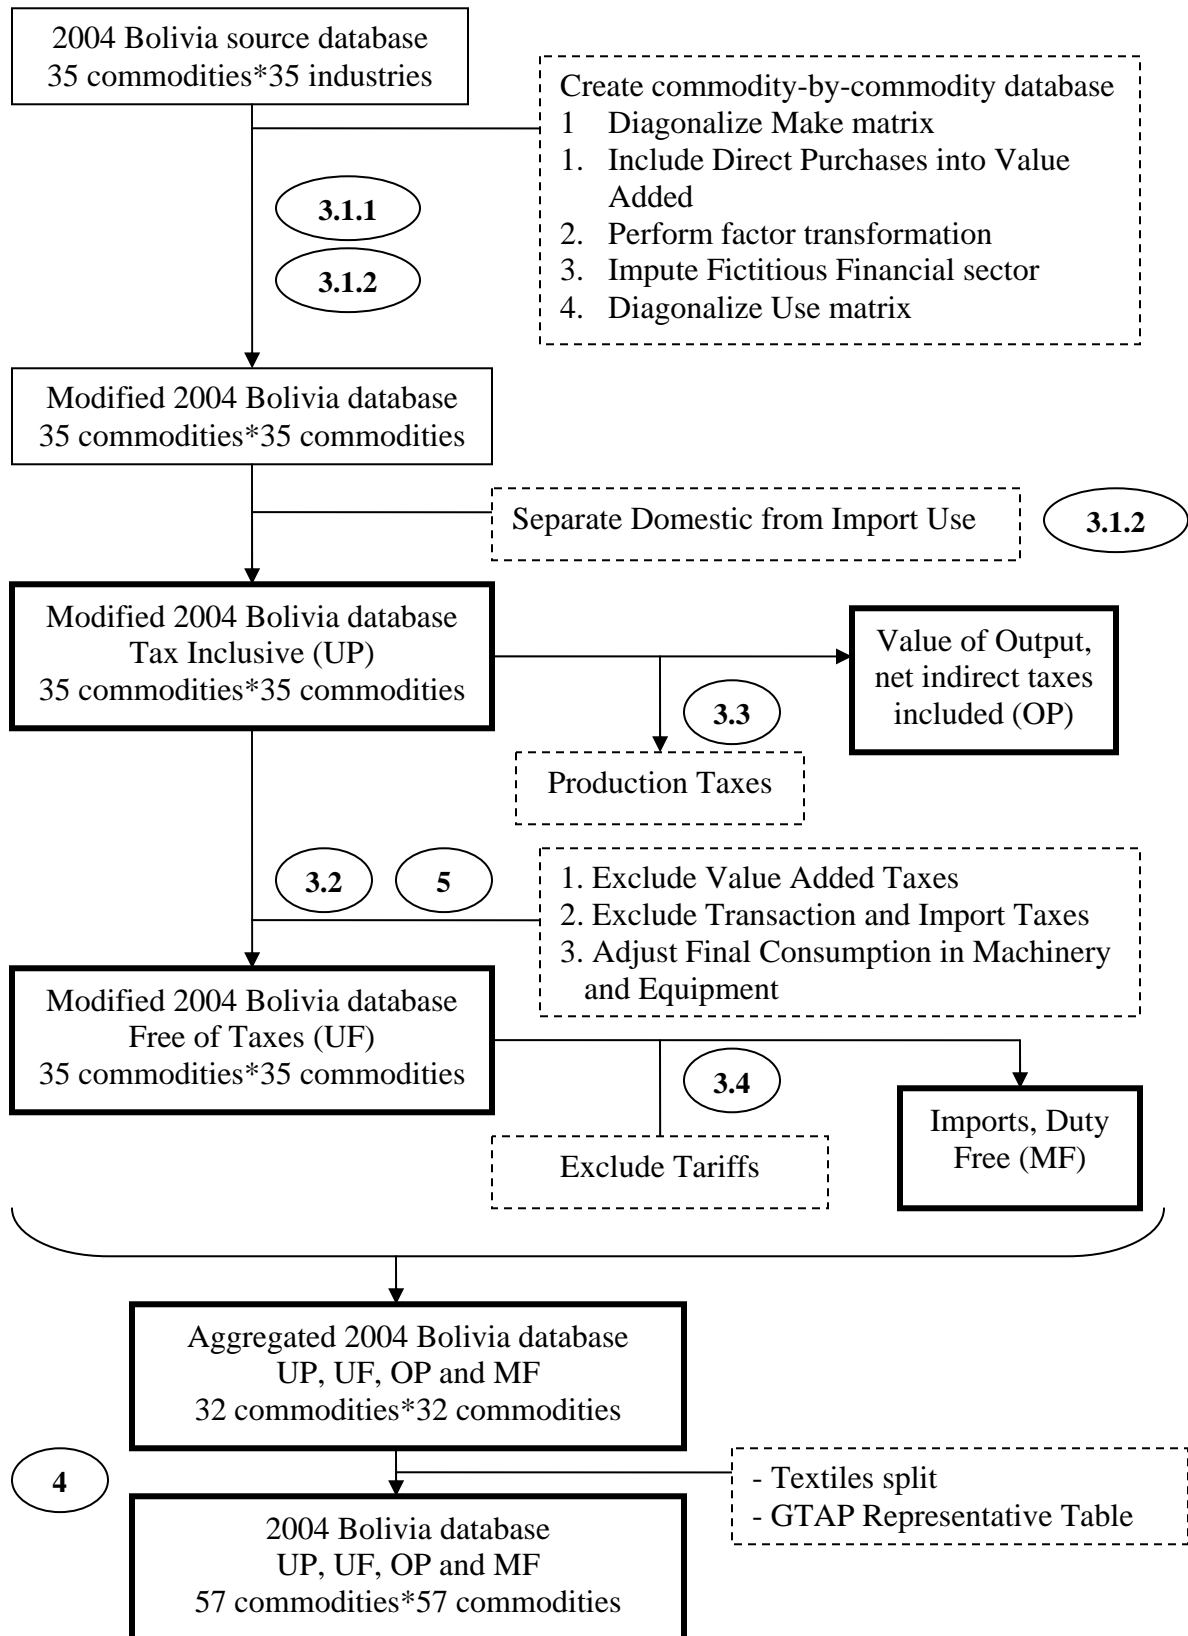 2004 Bolivia source database
35 commodities*35 industries
Create commodity-by-commodity database
1 Diagonalize Make matrix
1. Include Direct Purchases into Value
Added
2. Perform factor transformation
3. Impute Fictitious Financial sector
4. Diagonalize Use matrix
3.1.1
3.1.2
Modified 2004 Bolivia database
35 commodities*35 commodities
Separate Domestic from Import Use
3.1.2
Modified 2004 Bolivia database
Tax Inclusive (UP)
35 commodities*35 commodities
Value of Output,
net indirect taxes
included (OP)
3.3
Production Taxes
3.2
5
1. Exclude Value Added Taxes
2. Exclude Transaction and Import Taxes
3. Adjust Final Consumption in Machinery
and Equipment
Modified 2004 Bolivia database
Free of Taxes (UF)
35 commodities*35 commodities
3.4
Exclude Tariffs
Imports, Duty
Free (MF)
Aggregated 2004 Bolivia database
UP, UF, OP and MF
32 commodities*32 commodities
4
- Textiles split
- GTAP Representative Table
2004 Bolivia database
UP, UF, OP and MF
57 commodities*57 commodities